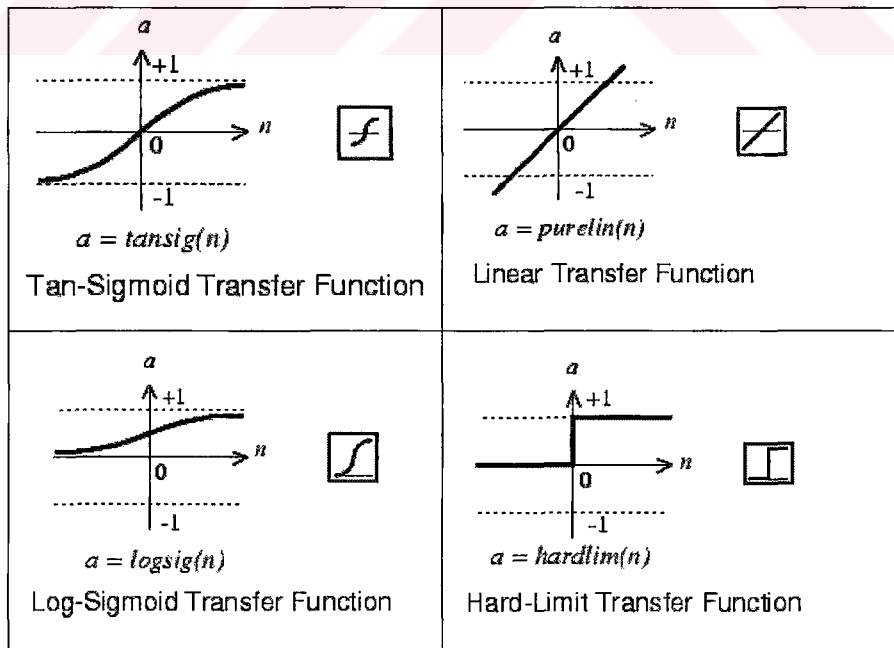 a
+1
n
0
-1
a = tansig(n)
Tan-Sigmoid Transfer Function
a
+1
n
0
-1
a = purelin(n)
Linear Transfer Function
a
+1
n
0
-1
a = logsig(n)
Log-Sigmoid Transfer Function
a
+1
n
0
-1
a = hardlim(n)
Hard-Limit Transfer Function